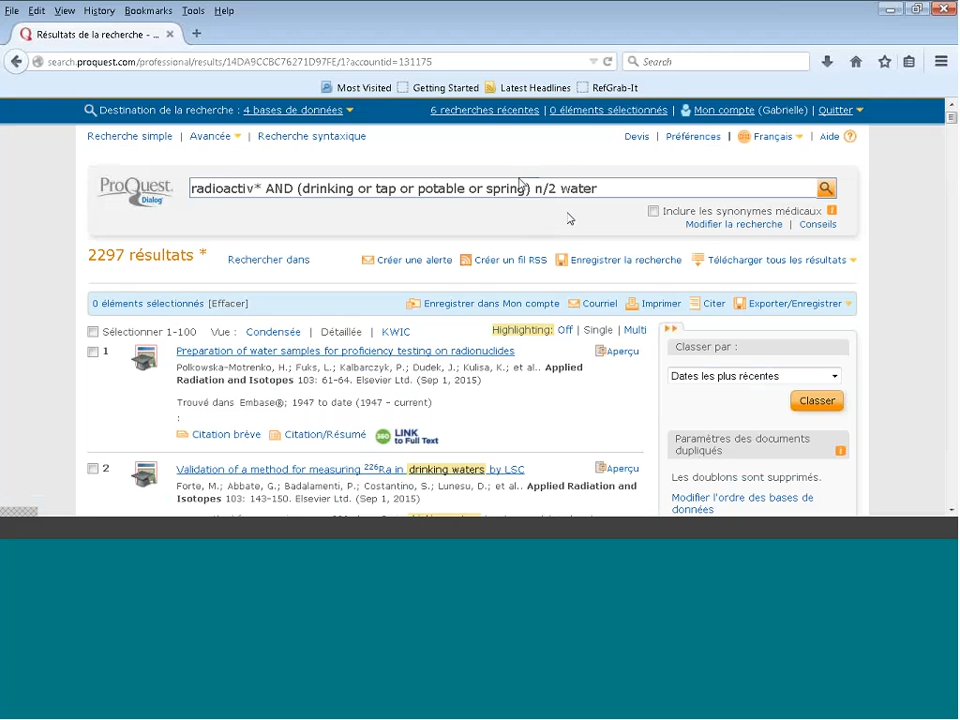 File Edit View History Bookmarks Tools Help
Résultats de la recherche - ...
search.proquest.com/professional/results/14DA9CCBC76271D97FE/1?accountid=131175
Search
Most Visited Getting Started Latest Headlines RefGrab-It
Destination de la recherche : 4 bases de données 6 recherches récentes | 0 éléments sélectionnés | Mon compte (Gabrielle) | Quitter
Recherche simple | Avancée | Recherche syntaxique Devis | Préférences | Français | Aide ?
ProQuest Dialog
radioactiv* AND (drinking or tap or potable or spring) n/2 water
Inclure les synonymes médicaux i
Modifier la recherche | Conseils
2297 résultats * Rechercher dans Créer une alerte Créer un fil RSS Enregistrer la recherche Télécharger tous les résultats
0 éléments sélectionnés [Effacer] Enregistrer dans Mon compte Courriel Imprimer Citer Exporter/Enregistrer
Sélectionner 1-100 Vue : Condensée | Détaillée | KWIC Highlighting: Off | Single | Multi
1 Preparation of water samples for proficiency testing on radionuclides Aperçu
Polkowska-Motrenko, H.; Fuks, L.; Kalbarczyk, P.; Dudek, J.; Kulisa, K.; et al.. Applied
Radiation and Isotopes 103: 61-64. Elsevier Ltd. (Sep 1, 2015)
Trouvé dans Embase®; 1947 to date (1947 - current)
:
Citation brève Citation/Résumé 360 LINK to Full Text
2 Validation of a method for measuring ²²⁶Ra in drinking waters by LSC Aperçu
Forte, M.; Abbate, G.; Badalamenti, P.; Costantino, S.; Lunesu, D.; et al.. Applied Radiation and
Isotopes 103: 143-150. Elsevier Ltd. (Sep 1, 2015)
Classer par :
Dates les plus récentes
Classer
Paramètres des documents
dupliqués i
Les doublons sont supprimés.
Modifier l'ordre des bases de
données